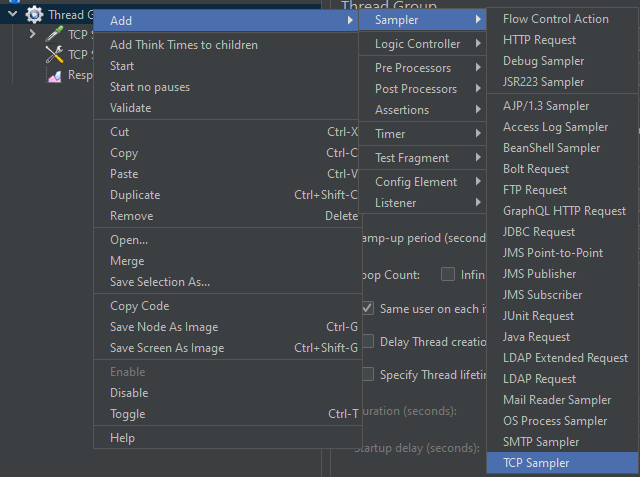 Thread Group
TCP S
TCP S
Resp
Add
Add Think Times to children
Start
Start no pauses
Validate
Cut Ctrl-X
Copy Ctrl-C
Paste Ctrl-V
Duplicate Ctrl+Shift-C
Remove Delete
Open...
Merge
Save Selection As...
Copy Code
Save Node As Image Ctrl-G
Save Screen As Image Ctrl+Shift-G
Enable
Disable
Toggle Ctrl-T
Help
Thread Group
Sampler
Logic Controller
Pre Processors
Post Processors
Assertions
Timer
Test Fragment
Config Element
Listener
amp-up period (secon
oop Count: Infin
Same user on each it
Delay Thread creatio
Specify Thread lifetin
uration (seconds):
Startup delay (seconds):
Flow Control Action
HTTP Request
Debug Sampler
JSR223 Sampler
AJP/1.3 Sampler
Access Log Sampler
BeanShell Sampler
Bolt Request
FTP Request
GraphQL HTTP Request
JDBC Request
JMS Point-to-Point
JMS Publisher
JMS Subscriber
JUnit Request
Java Request
LDAP Extended Request
LDAP Request
Mail Reader Sampler
OS Process Sampler
SMTP Sampler
TCP Sampler